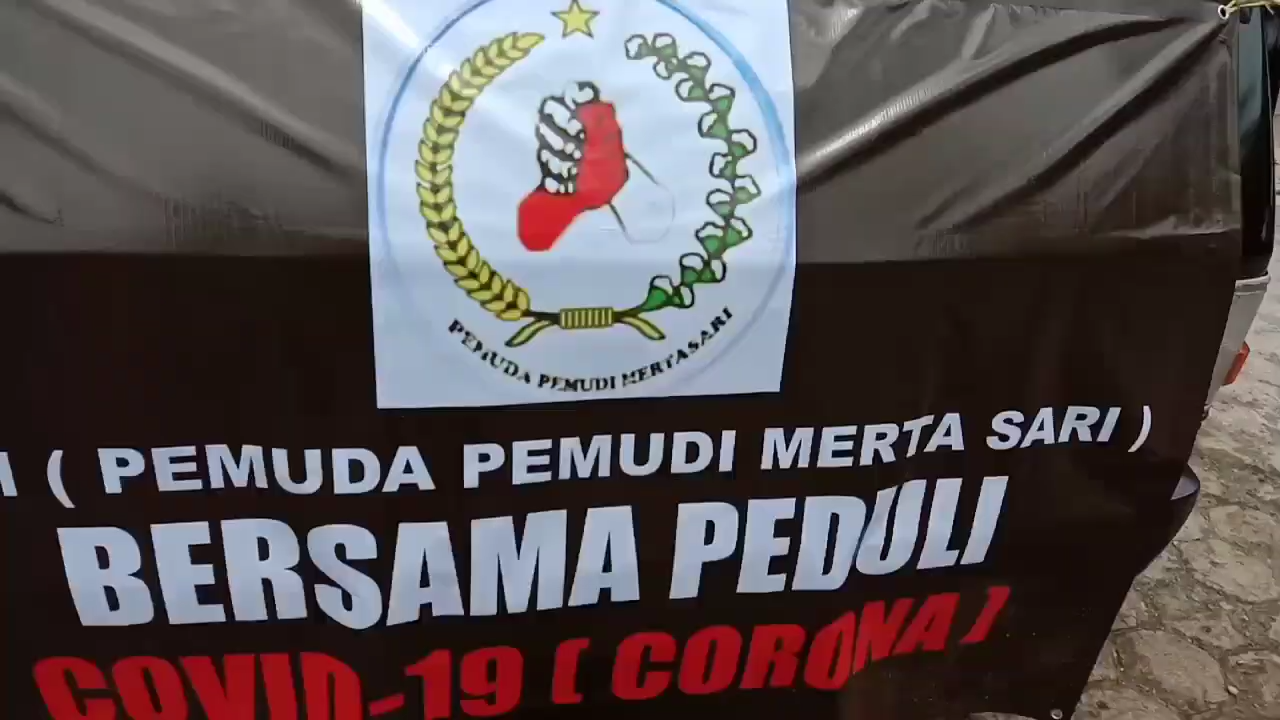 PEMUDA PEMUDI MERTASARI
( PEMUDA PEMUDI MERTA SARI )
BERSAMA PEDULI
COVID-19 ( CORONA )